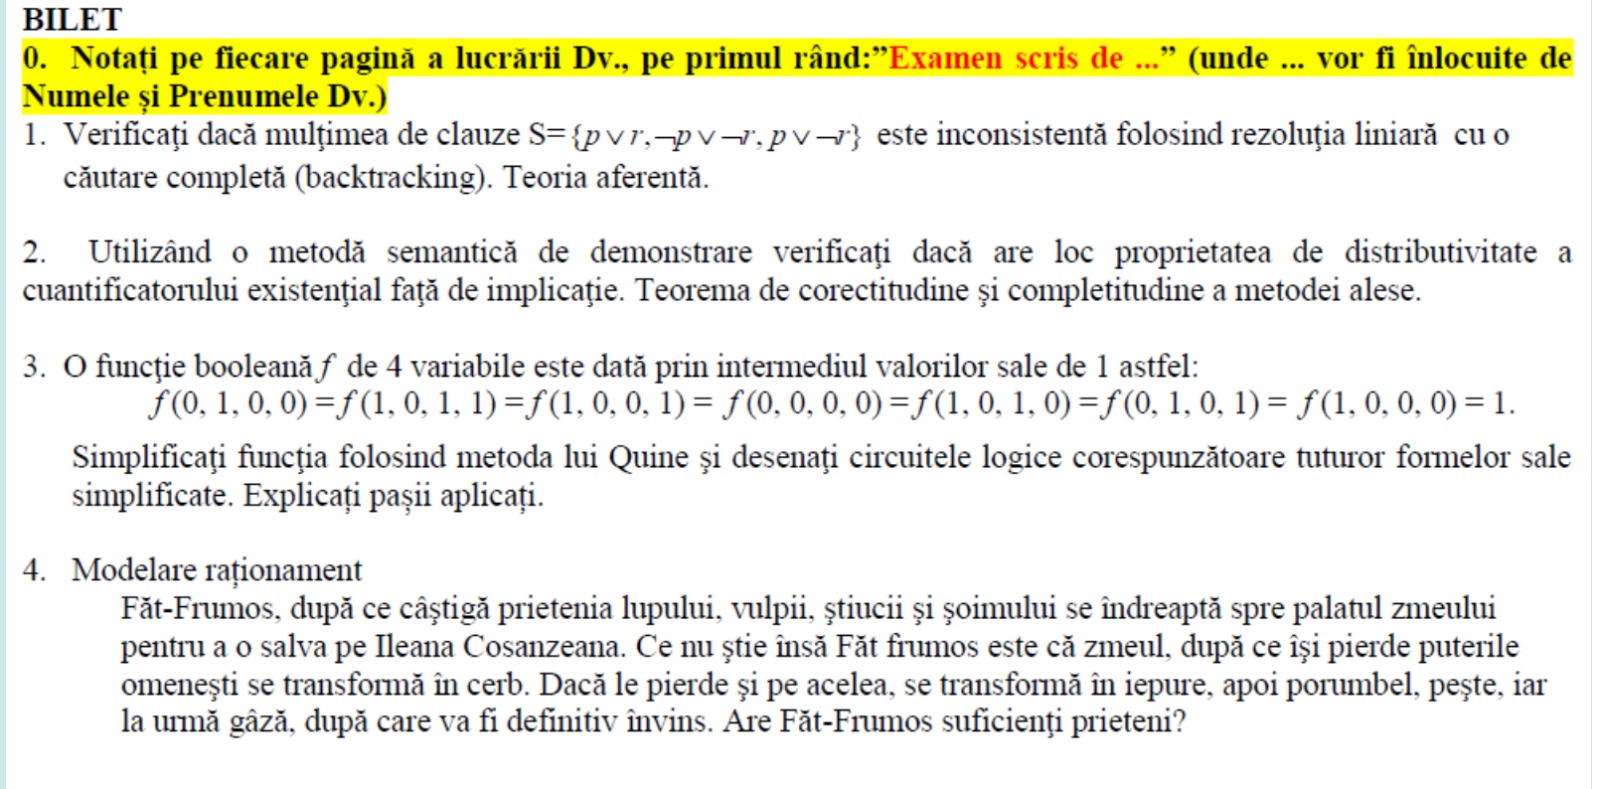 BILET
0. Notați pe fiecare pagină a lucrării Dv., pe primul rând:”Examen scris de ...” (unde ... vor fi înlocuite de
Numele și Prenumele Dv.)
1. Verificaţi dacă mulţimea de clauze S={p∨r,¬p∨¬r, p∨¬r} este inconsistentă folosind rezoluţia liniară cu o
căutare completă (backtracking). Teoria aferentă.
2. Utilizând o metodă semantică de demonstrare verificaţi dacă are loc proprietatea de distributivitate a
cuantificatorului existenţial faţă de implicaţie. Teorema de corectitudine şi completitudine a metodei alese.
3. O funcţie booleană f de 4 variabile este dată prin intermediul valorilor sale de 1 astfel:
f(0, 1, 0, 0) =f(1, 0, 1, 1) =f(1, 0, 0, 1) = f(0, 0, 0, 0) =f(1, 0, 1, 0) =f(0, 1, 0, 1) = f(1, 0, 0, 0) = 1.
Simplificaţi funcţia folosind metoda lui Quine şi desenaţi circuitele logice corespunzătoare tuturor formelor sale
simplificate. Explicați pașii aplicați.
4. Modelare raționament
Făt-Frumos, după ce câştigă prietenia lupului, vulpii, ştiucii şi şoimului se îndreaptă spre palatul zmeului
pentru a o salva pe Ileana Cosanzeana. Ce nu ştie însă Făt frumos este că zmeul, după ce îşi pierde puterile
omeneşti se transformă în cerb. Dacă le pierde şi pe acelea, se transformă în iepure, apoi porumbel, peşte, iar
la urmă gâză, după care va fi definitiv învins. Are Făt-Frumos suficienţi prieteni?